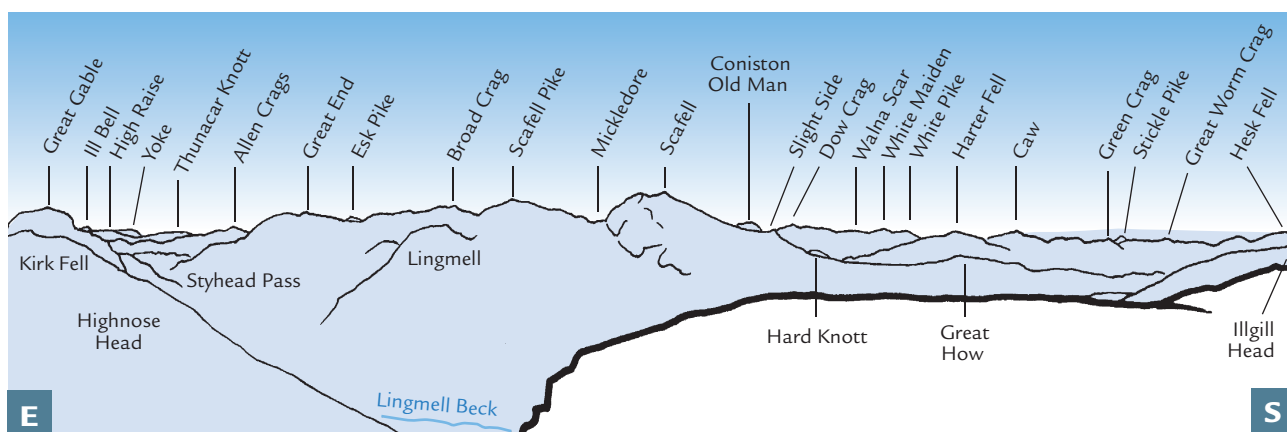 Great Gable
Ill Bell
High Raise
Yoke
Thunacar Knott
Allen Crags
Great End
Esk Pike
Broad Crag
Scafell Pike
Mickledore
Scafell
Coniston
Old Man
Slight Side
Dow Crag
Walna Scar
White Maiden
White Pike
Harter Fell
Caw
Green Crag
Stickle Pike
Great Worm Crag
Hesk Fell
Kirk Fell
Styhead Pass
Lingmell
Highnose
Head
Hard Knott
Great
How
Illgill
Head
Lingmell Beck
E
S